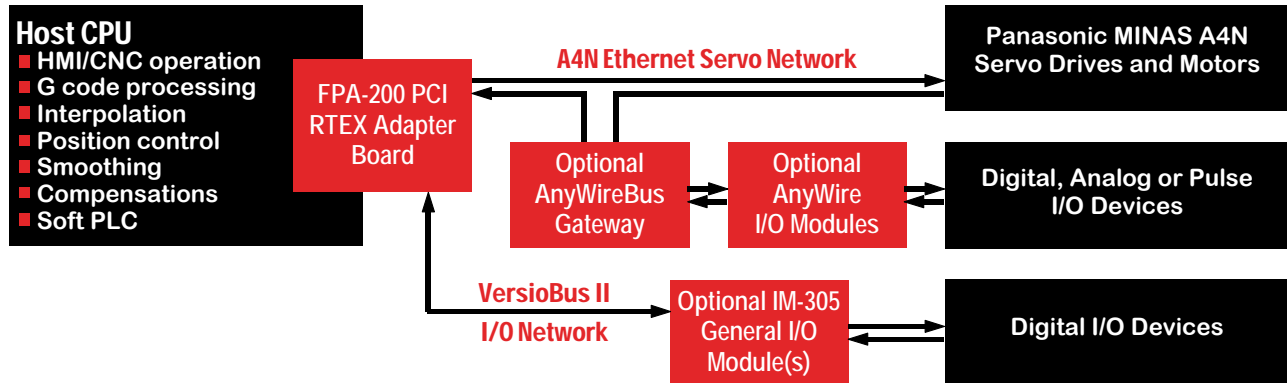 Host CPU
HMI/CNC operation
G code processing
Interpolation
Position control
Smoothing
Compensations
Soft PLC
FPA-200 PCI
RTEX Adapter
Board
A4N Ethernet Servo Network
Panasonic MINAS A4N
Servo Drives and Motors
Optional
AnyWireBus
Gateway
Optional
AnyWire
I/O Modules
Digital, Analog or Pulse
I/O Devices
VersioBus II
I/O Network
Optional IM-305
General I/O
Module(s)
Digital I/O Devices